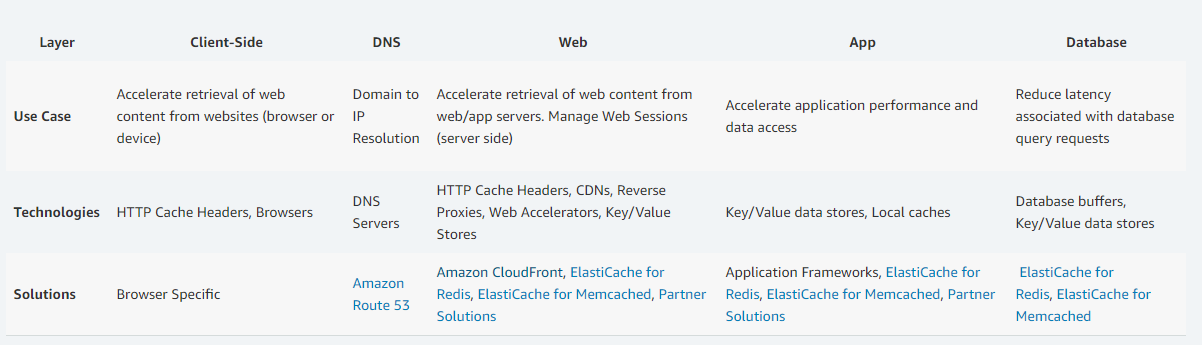 Layer Client-Side DNS Web App Database
Use Case
Accelerate retrieval of web
content from websites (browser or
device)
Domain to
IP
Resolution
Accelerate retrieval of web content from
web/app servers. Manage Web Sessions
(server side)
Accelerate application performance and
data access
Reduce latency
associated with database
query requests
Technologies
HTTP Cache Headers, Browsers
DNS
Servers
HTTP Cache Headers, CDNs, Reverse
Proxies, Web Accelerators, Key/Value
Stores
Key/Value data stores, Local caches
Database buffers,
Key/Value data stores
Solutions
Browser Specific
Amazon
Route 53
Amazon CloudFront, ElastiCache for
Redis, ElastiCache for Memcached, Partner
Solutions
Application Frameworks, ElastiCache for
Redis, ElastiCache for Memcached, Partner
Solutions
ElastiCache for
Redis, ElastiCache for
Memcached